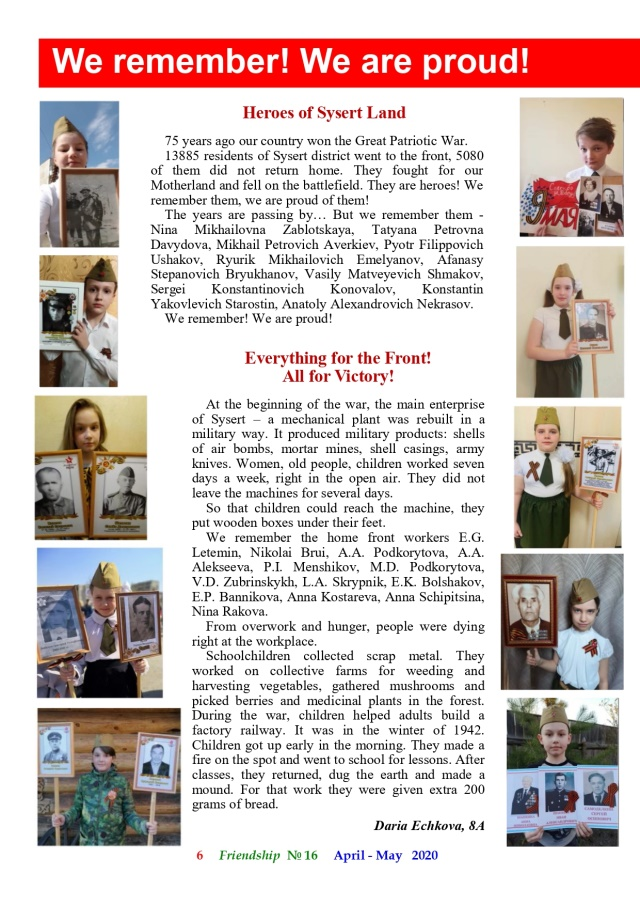 We remember! We are proud!
Heroes of Sysert Land
75 years ago our country won the Great Patriotic War.
13885 residents of Sysert district went to the front, 5080
of them did not return home. They fought for our
Motherland and fell on the battlefield. They are heroes! We
remember them, we are proud of them!
The years are passing by… But we remember them -
Nina Mikhailovna Zablotskaya, Tatyana Petrovna
Davydova, Mikhail Petrovich Averkiev, Pyotr Filippovich
Ushakov, Ryurik Mikhailovich Emelyanov, Afanasy
Stepanovich Bryukhanov, Vasily Matveyevich Shmakov,
Sergei Konstantinovich Konovalov, Konstantin
Yakovlevich Starostin, Anatoly Alexandrovich Nekrasov.
We remember! We are proud!
9 МАЯ
Everything for the Front!
All for Victory!
At the beginning of the war, the main enterprise
of Sysert – a mechanical plant was rebuilt in a
military way. It produced military products: shells
of air bombs, mortar mines, shell casings, army
knives. Women, old people, children worked seven
days a week, right in the open air. They did not
leave the machines for several days.
So that children could reach the machine, they
put wooden boxes under their feet.
We remember the home front workers E.G.
Letemin, Nikolai Brui, A.A. Podkorytova, A.A.
Alekseeva, P.I. Menshikov, M.D. Podkorytova,
V.D. Zubrinskykh, L.A. Skrypnik, E.K. Bolshakov,
E.P. Bannikova, Anna Kostareva, Anna Schipitsina,
Nina Rakova.
From overwork and hunger, people were dying
right at the workplace.
Schoolchildren collected scrap metal. They
worked on collective farms for weeding and
harvesting vegetables, gathered mushrooms and
picked berries and medicinal plants in the forest.
During the war, children helped adults build a
factory railway. It was in the winter of 1942.
Children got up early in the morning. They made a
fire on the spot and went to school for lessons. After
classes, they returned, dug the earth and made a
mound. For that work they were given extra 200
grams of bread.
Daria Echkova, 8A
6 Friendship № 16 April - May 2020